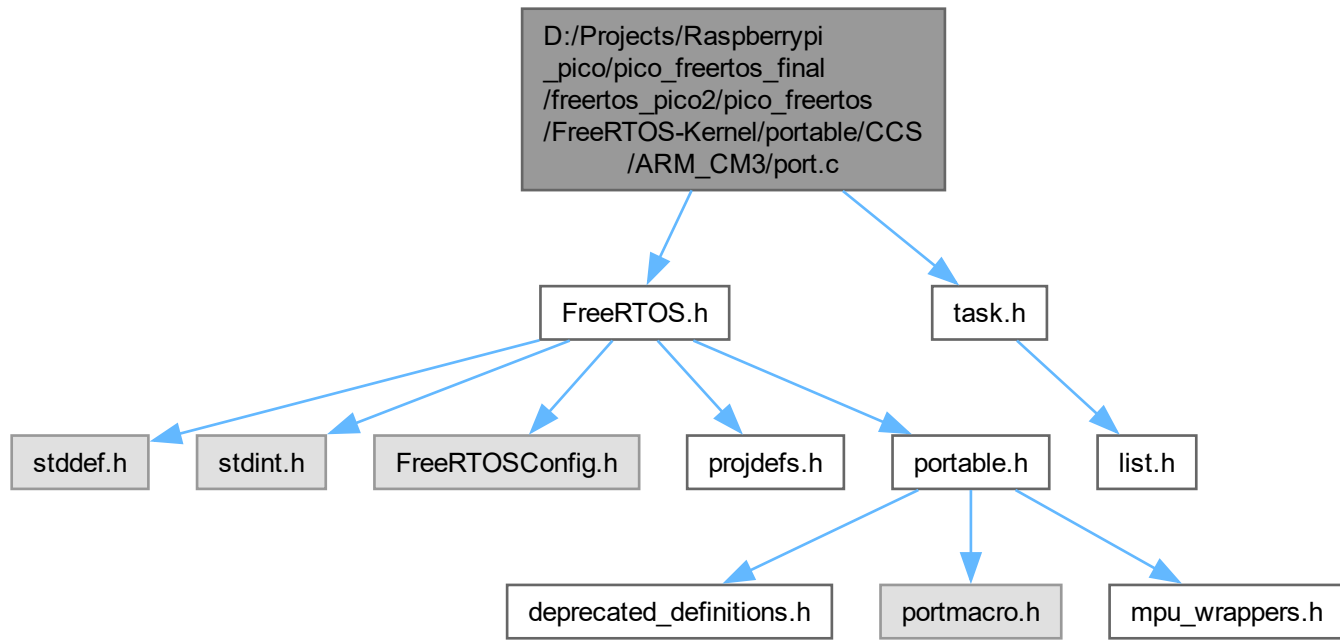 D:/Projects/Raspberrypi
_pico/pico_freertos_final
/freertos_pico2/pico_freertos
/FreeRTOS-Kernel/portable/CCS
/ARM_CM3/port.c
FreeRTOS.h
task.h
stddef.h
stdint.h
FreeRTOSConfig.h
projdefs.h
portable.h
list.h
deprecated_definitions.h
portmacro.h
mpu_wrappers.h